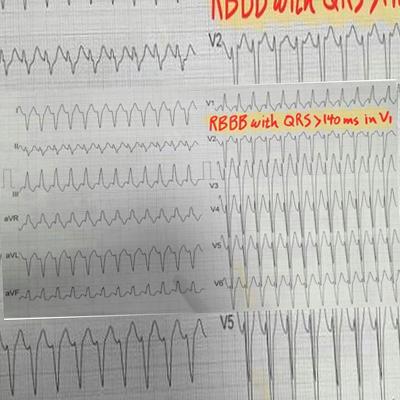 RBBB with QRS >1
V2
I
V1
RBBB with QRS >140 ms in V1
II
V2
III
V3
aVR
V4
aVL
V5
aVF
V6
V5